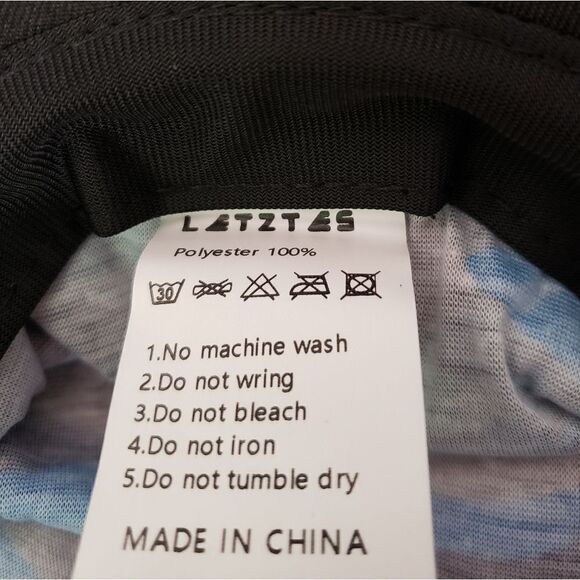 LETZTES
Polyester 100%
30
1.No machine wash
2.Do not wring
3.Do not bleach
4.Do not iron
5.Do not tumble dry
MADE IN CHINA